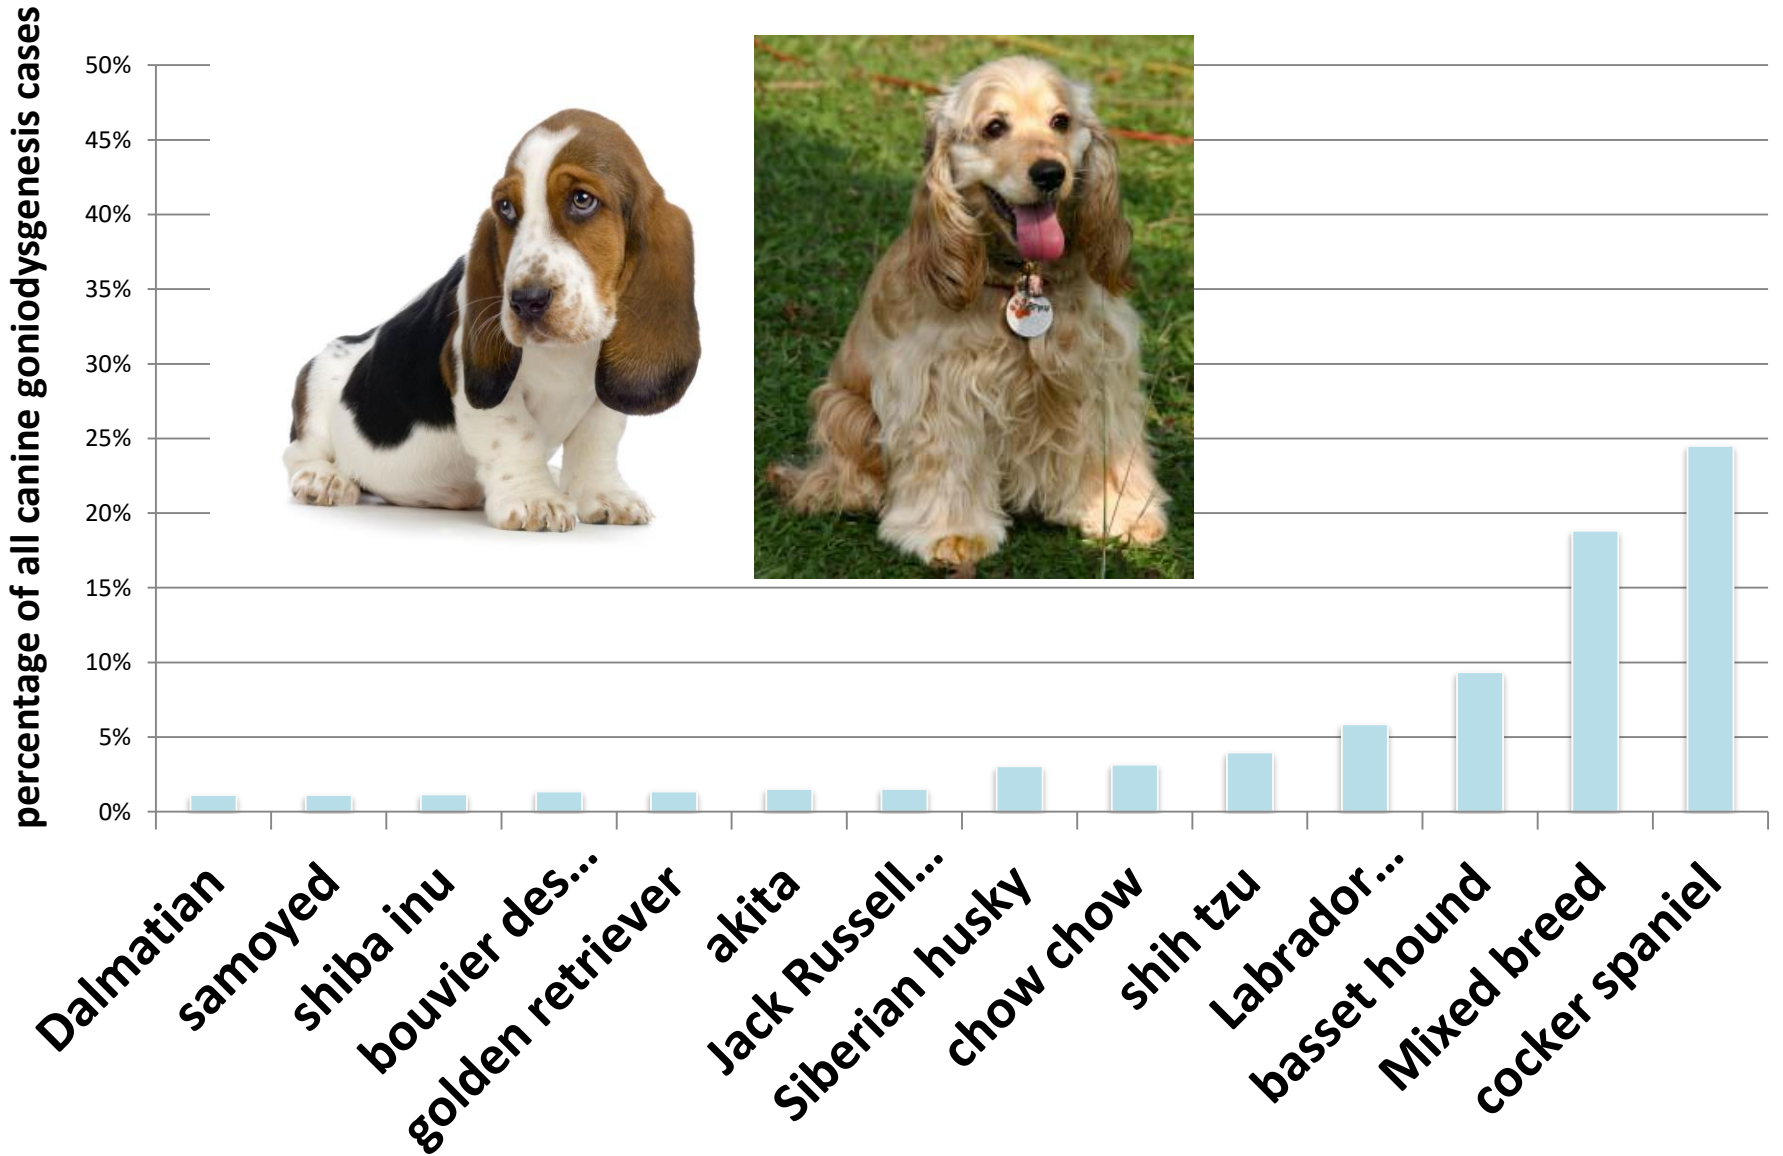 percentage of all canine goniodysgenesis cases
50%
45%
40%
35%
30%
25%
20%
15%
10%
5%
0%
Dalmatian
samoyed
shiba inu
bouvier des...
golden retriever
akita
Jack Russell...
Siberian husky
chow chow
shih tzu
Labrador...
basset hound
Mixed breed
cocker spaniel